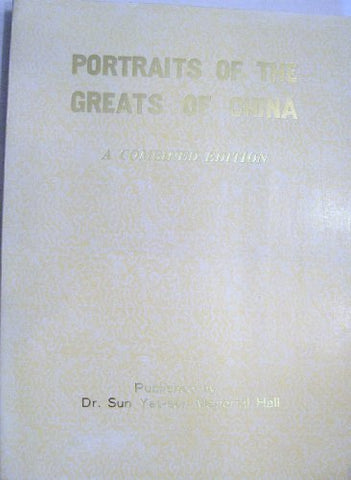 PORTRAITS OF THE
GREATS OF CHINA
A COMBINED EDITION
Published by
Dr. Sun Yat-sen Memorial Hall